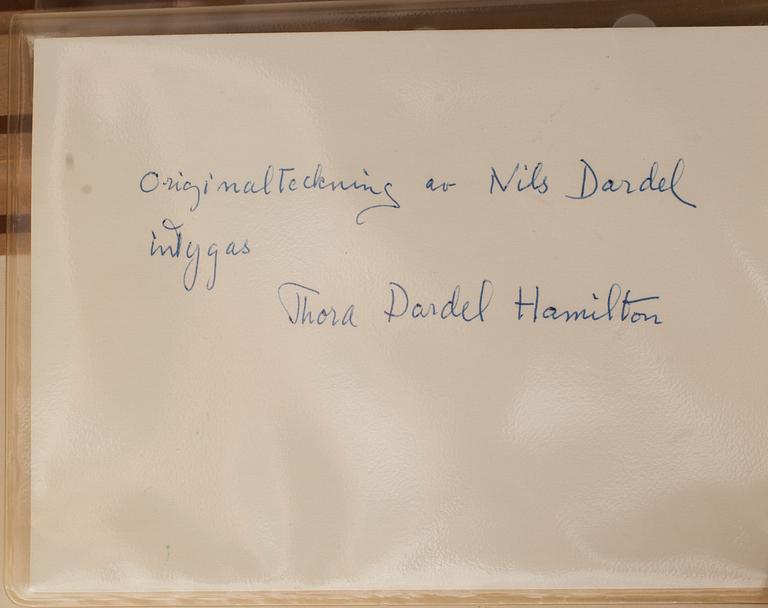 Originalteckning av Nils Dardel
intygas
Thora Dardel Hamilton